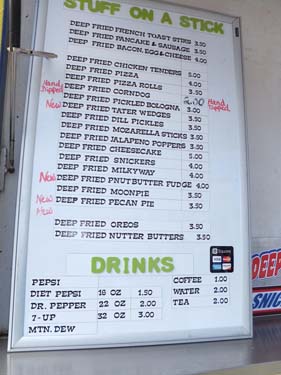 STUFF ON A STICK
DEEP FRIED FRENCH TOAST STIKS 3.50
DEEP FRIED PANCAKE & SAUSAGE 3.50
DEEP FRIED BACON, EGG & CHEESE 4.00
DEEP FRIED CHICKEN TENDERS 5.00
DEEP FRIED PIZZA 4.00
DEEP FRIED PIZZA ROLLS 4.00
Hand Dipped DEEP FRIED CORNDOG 3.50
DEEP FRIED PICKLED BOLOGNA Hand Dipped
New DEEP FRIED TATER WEDGES 3.50
DEEP FRIED DILL PICKLES 3.50
DEEP FRIED MOZARELLA STICKS 3.50
DEEP FRIED JALAPENO POPPERS 3.50
DEEP FRIED CHEESECAKE 5.00
DEEP FRIED SNICKERS 4.00
DEEP FRIED MILKYWAY 4.00
New DEEP FRIED PNUTBUTTER FUDGE 4.00
DEEP FRIED MOONPIE 3.50
New DEEP FRIED PECAN PIE 3.50
New
DEEP FRIED OREOS 3.50
DEEP FRIED NUTTER BUTTERS 3.50
DRINKS
PEPSI COFFEE 1.00
DIET PEPSI 16 OZ 1.50 WATER 2.00
DR. PEPPER 22 OZ 2.00 TEA 2.00
7-UP 32 OZ 3.00
MTN. DEW
DEEP
SNIC